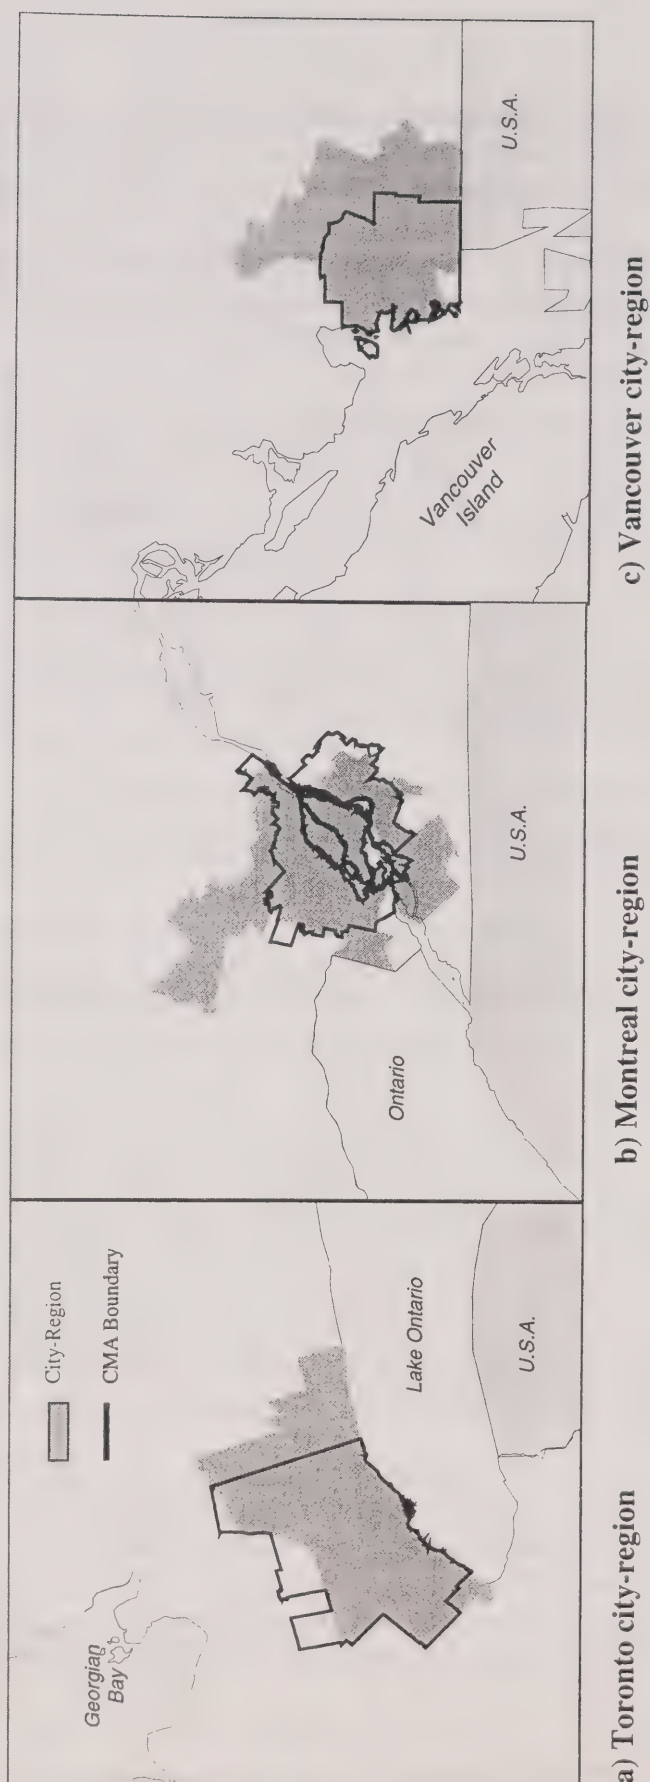 Georgian
Bay
City-Region
CMA Boundary
Lake Ontario
U.S.A.
a) Toronto city-region
Ontario
U.S.A.
b) Montreal city-region
Vancouver
Island
U.S.A.
c) Vancouver city-region